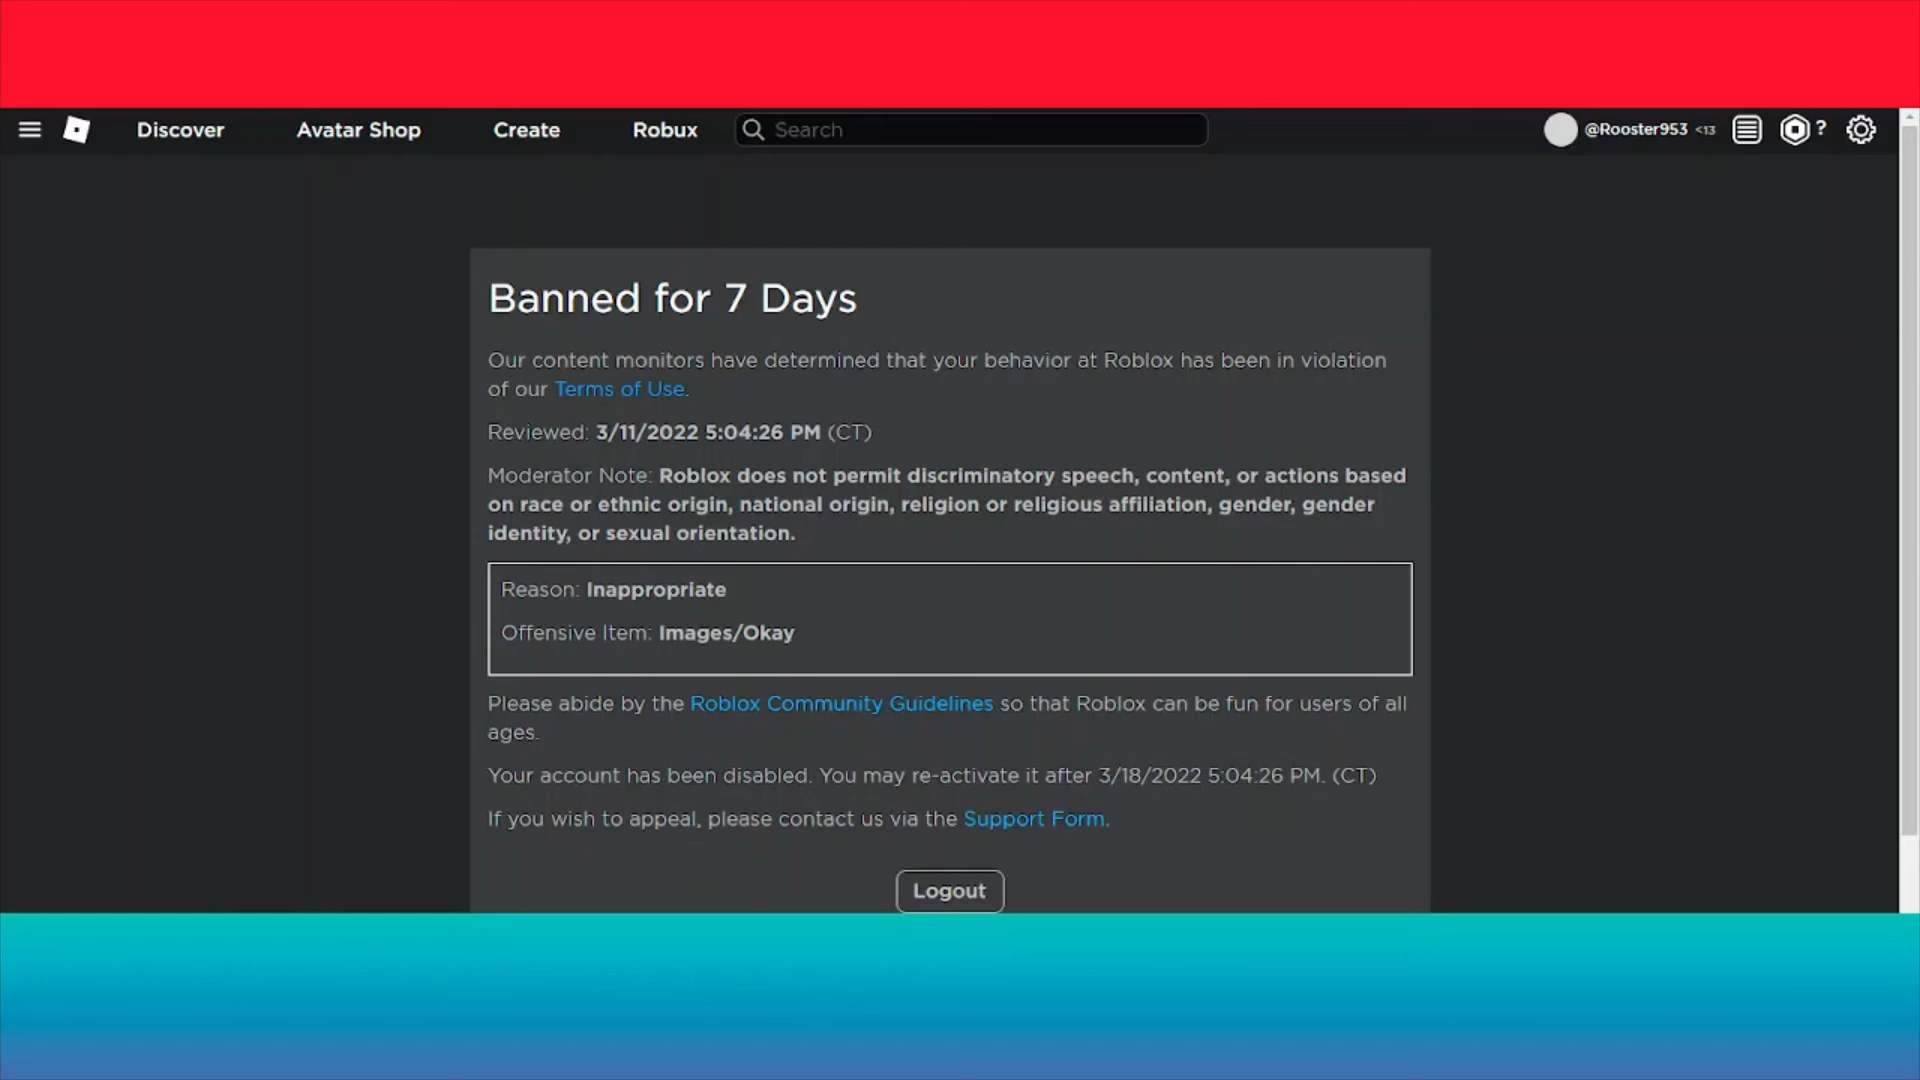 Discover Avatar Shop Create Robux Search @Rooster953 <13 ?
Banned for 7 Days
Our content monitors have determined that your behavior at Roblox has been in violation
of our Terms of Use.
Reviewed: 3/11/2022 5:04:26 PM (CT)
Moderator Note: Roblox does not permit discriminatory speech, content, or actions based
on race or ethnic origin, national origin, religion or religious affiliation, gender, gender
identity, or sexual orientation.
Reason: Inappropriate
Offensive Item: Images/Okay
Please abide by the Roblox Community Guidelines so that Roblox can be fun for users of all
ages.
Your account has been disabled. You may re-activate it after 3/18/2022 5:04:26 PM. (CT)
If you wish to appeal, please contact us via the Support Form.
Logout